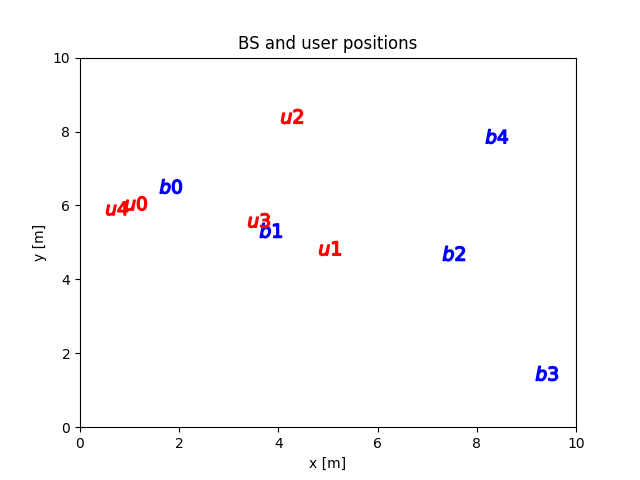 BS and user positions
10
8
6
4
2
0
y [m]
u2
b4
b0
u4
u0
u3
b1
u1
b2
b3
0 2 4 6 8 10
x [m]